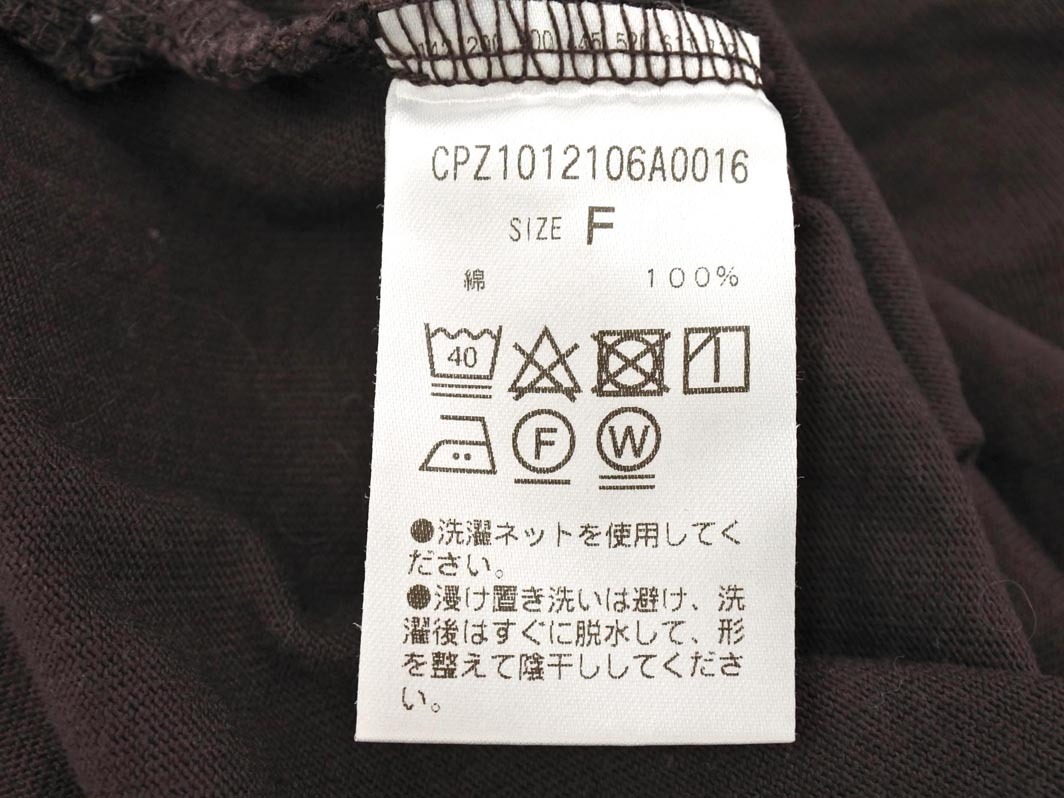 CPZ1012106A0016
SIZE F
綿 100%
40
F W
●洗濯ネットを使用してく
ださい。
●浸け置き洗いは避け、洗
濯後はすぐに脱水して、形
を整えて陰干ししてくださ
い。